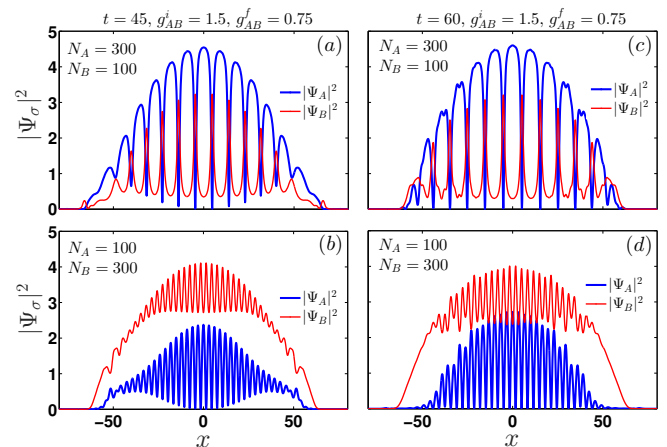 t = 45, g^i_{AB} = 1.5, g^f_{AB} = 0.75
t = 60, g^i_{AB} = 1.5, g^f_{AB} = 0.75
5
4
3
2
1
0
|Ψ_σ|²
N_A = 300
N_B = 100
(a)
|Ψ_A|²
|Ψ_B|²
N_A = 300
N_B = 100
(c)
|Ψ_A|²
|Ψ_B|²
5
4
3
2
1
0
|Ψ_σ|²
N_A = 100
N_B = 300
(b)
|Ψ_A|²
|Ψ_B|²
N_A = 100
N_B = 300
(d)
|Ψ_A|²
|Ψ_B|²
−50 0 50
−50 0 50
x
x